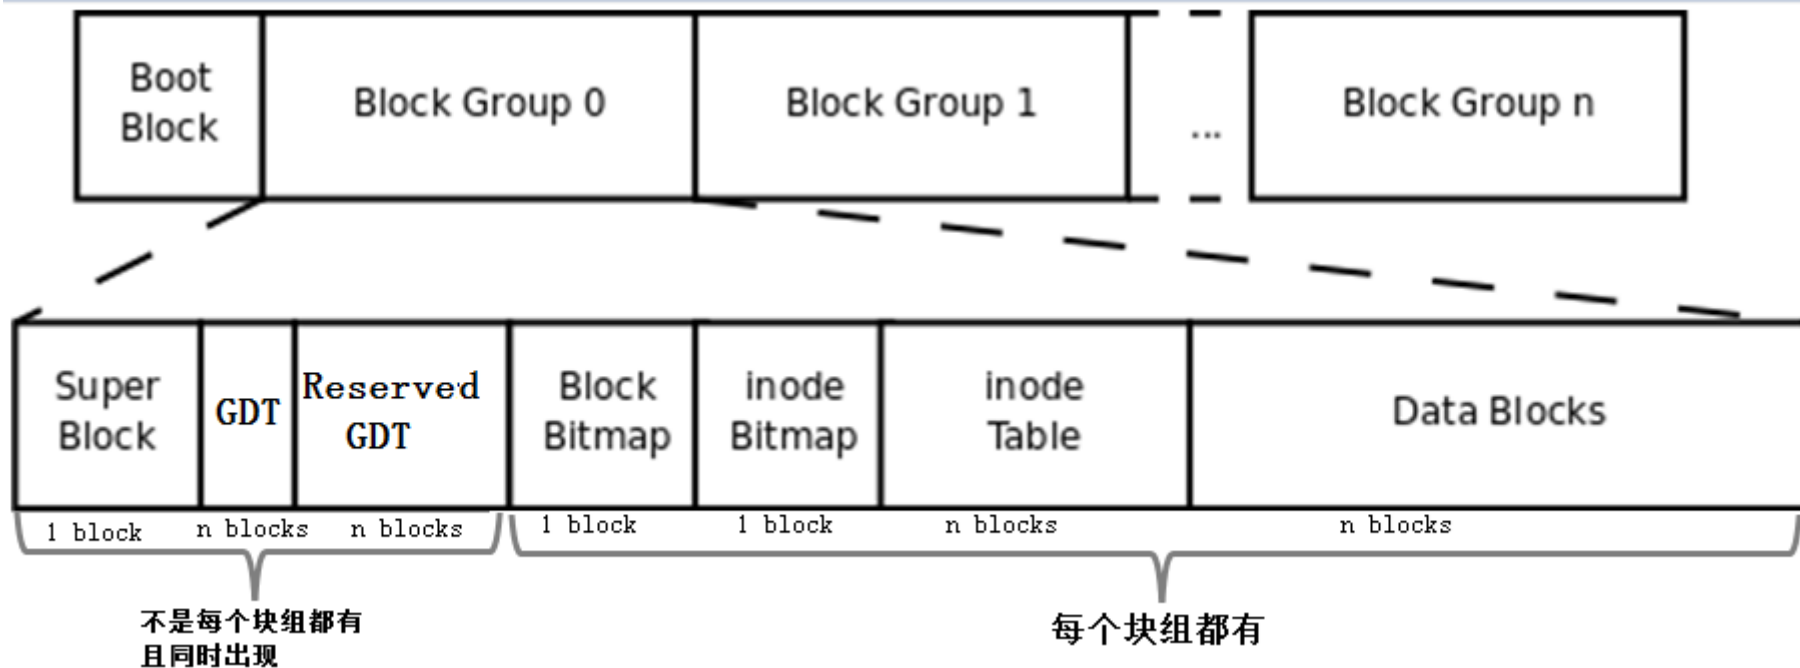 Boot
Block
Block Group 0
Block Group 1
...
Block Group n
Super
Block
GDT
Reserved
GDT
Block
Bitmap
inode
Bitmap
inode
Table
Data Blocks
1 block
n blocks
n blocks
1 block
1 block
n blocks
n blocks
不是每个块组都有
且同时出现
每个块组都有